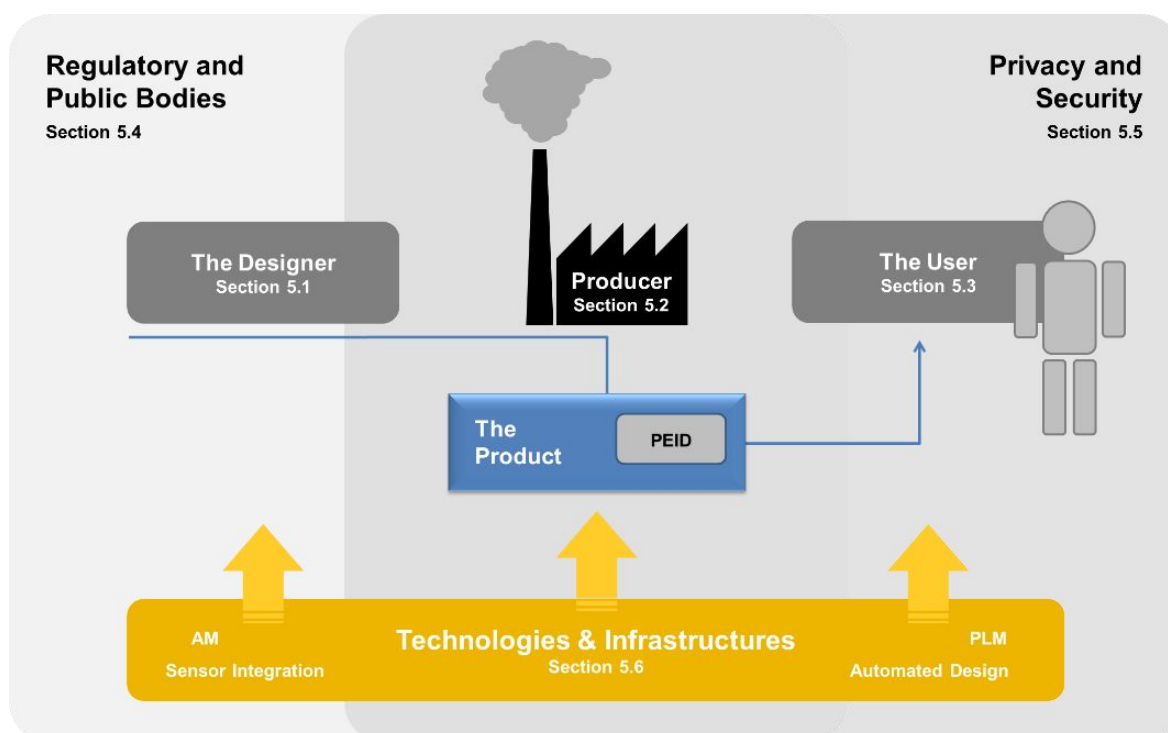 Regulatory and
Public Bodies
Section 5.4
Privacy and
Security
Section 5.5
The Designer
Section 5.1
Producer
Section 5.2
The User
Section 5.3
The
Product
PEID
AM
Sensor Integration
Technologies & Infrastructures
Section 5.6
PLM
Automated Design